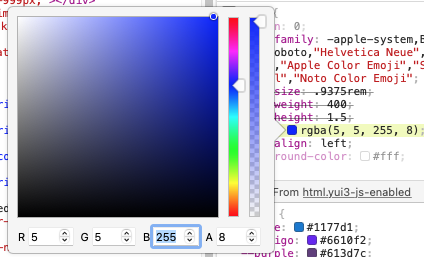 999px, '></div>
n: 0;
family: -apple-system,B
oboto,"Helvetica Neue",
,"Apple Color Emoji","S
l","Noto Color Emoji";
size: .9375rem;
weight: 400;
height: 1.5;
rgba(5, 5, 255, 8);
align: left;
round-color: #fff;
From html.yui3-js-enabled
{
e: #1177d1;
igo: #6610f2;
--purple: #613d7c;
R 5 G 5 B 255 A 8